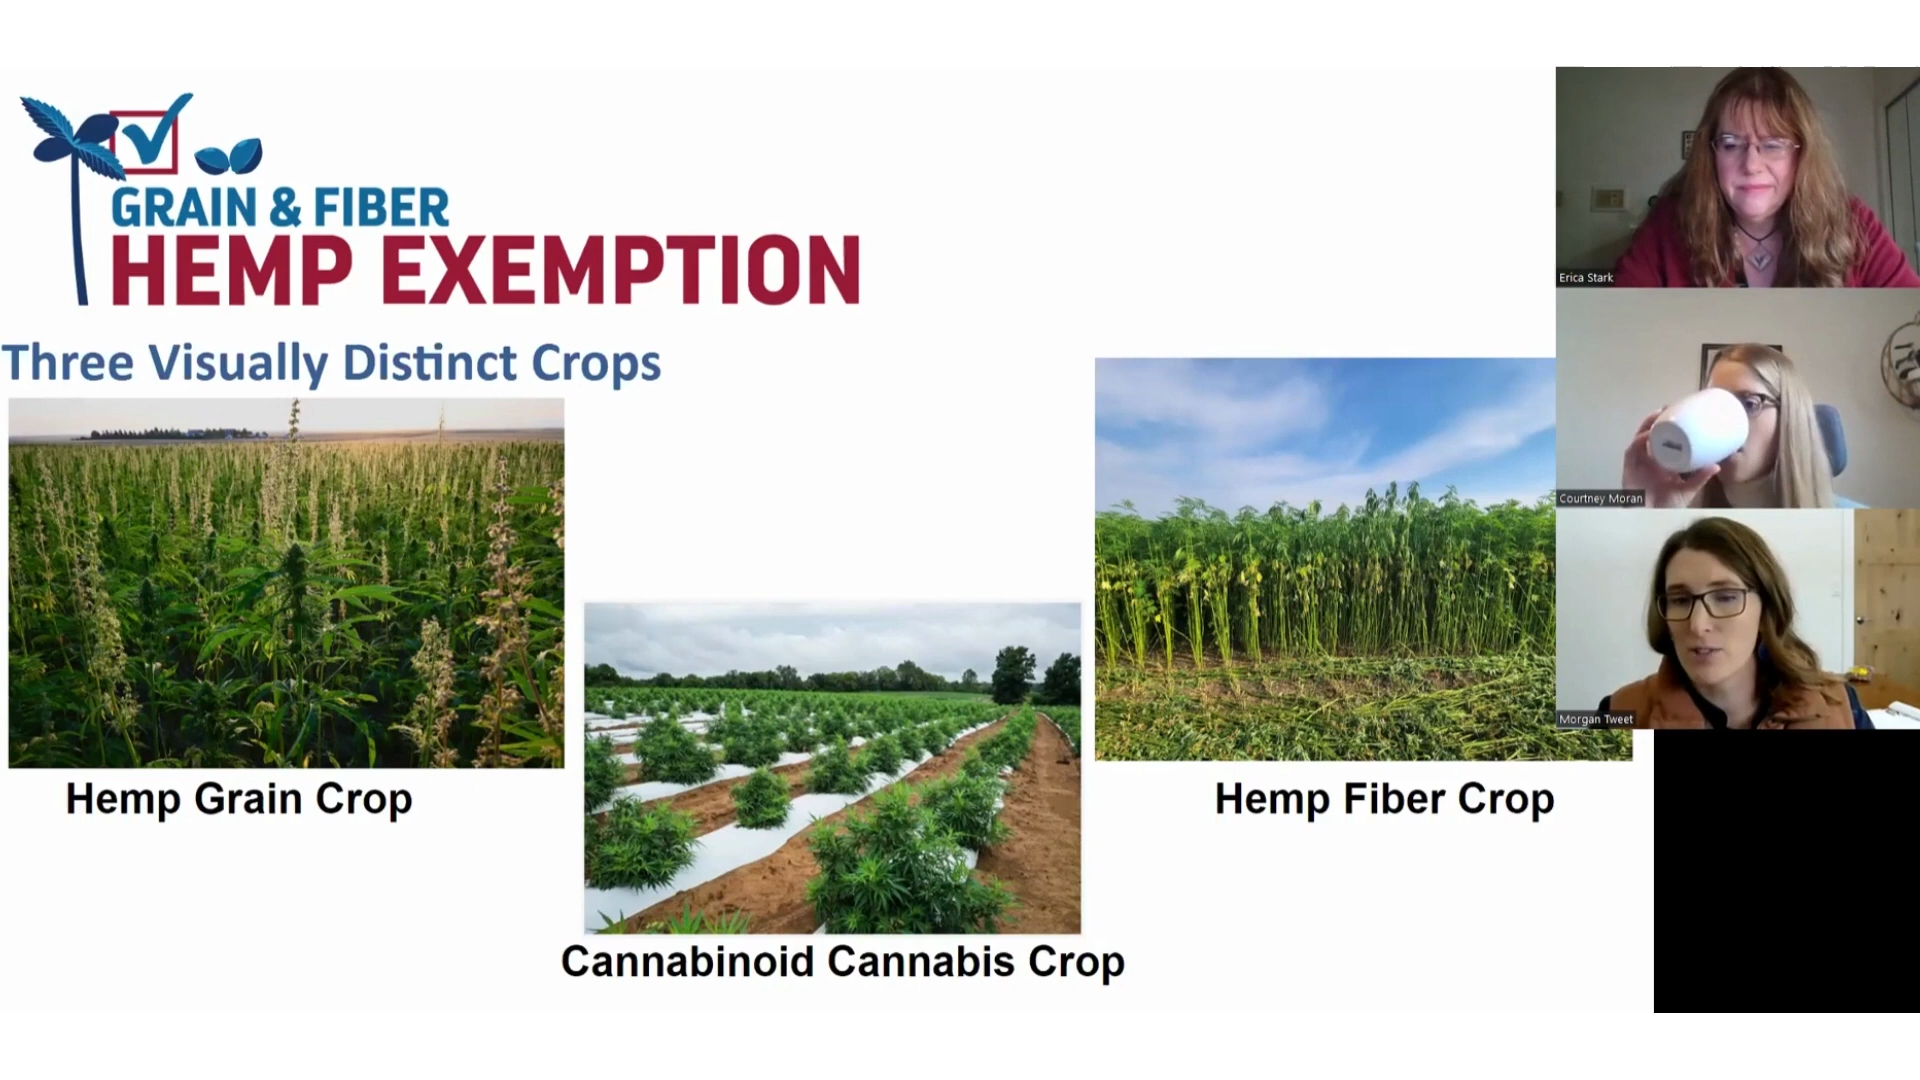 GRAIN & FIBER
HEMP EXEMPTION
Three Visually Distinct Crops
Hemp Grain Crop
Cannabinoid Cannabis Crop
Hemp Fiber Crop
Erica Stark
Courtney Moran
Morgan Tweet